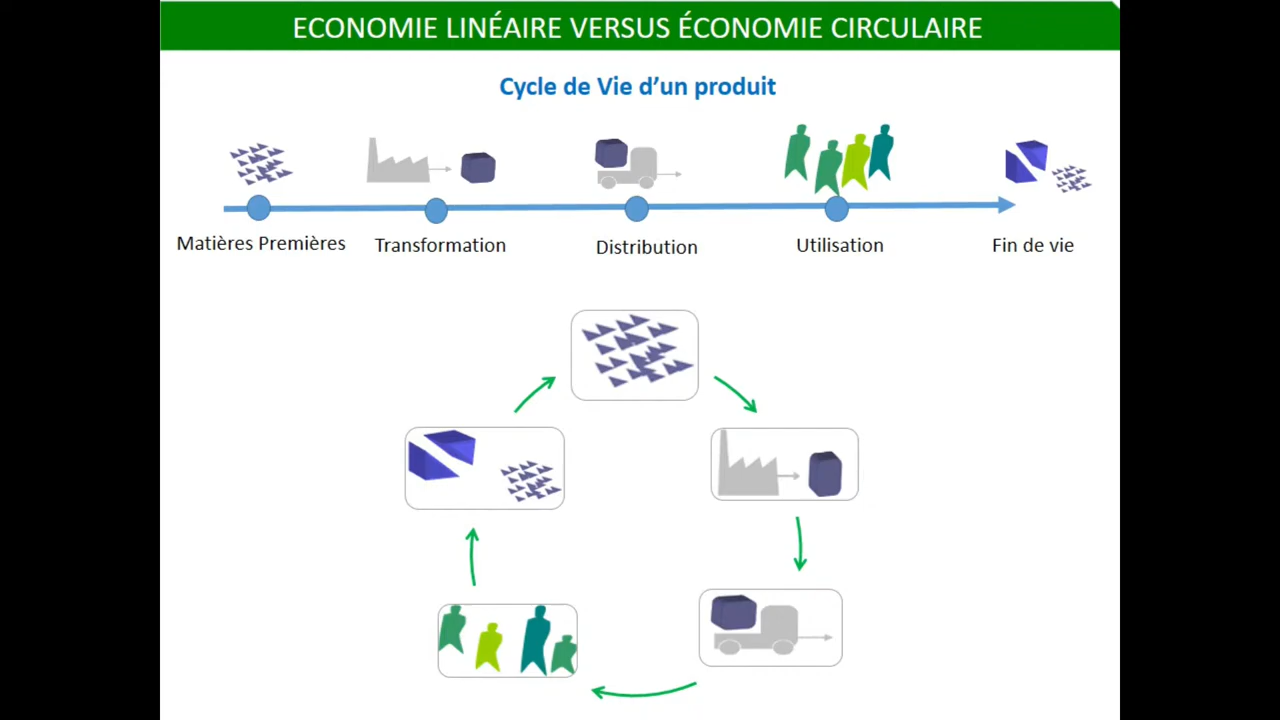 ECONOMIE LINÉAIRE VERSUS ÉCONOMIE CIRCULAIRE
Cycle de Vie d’un produit
Matières Premières
Transformation
Distribution
Utilisation
Fin de vie